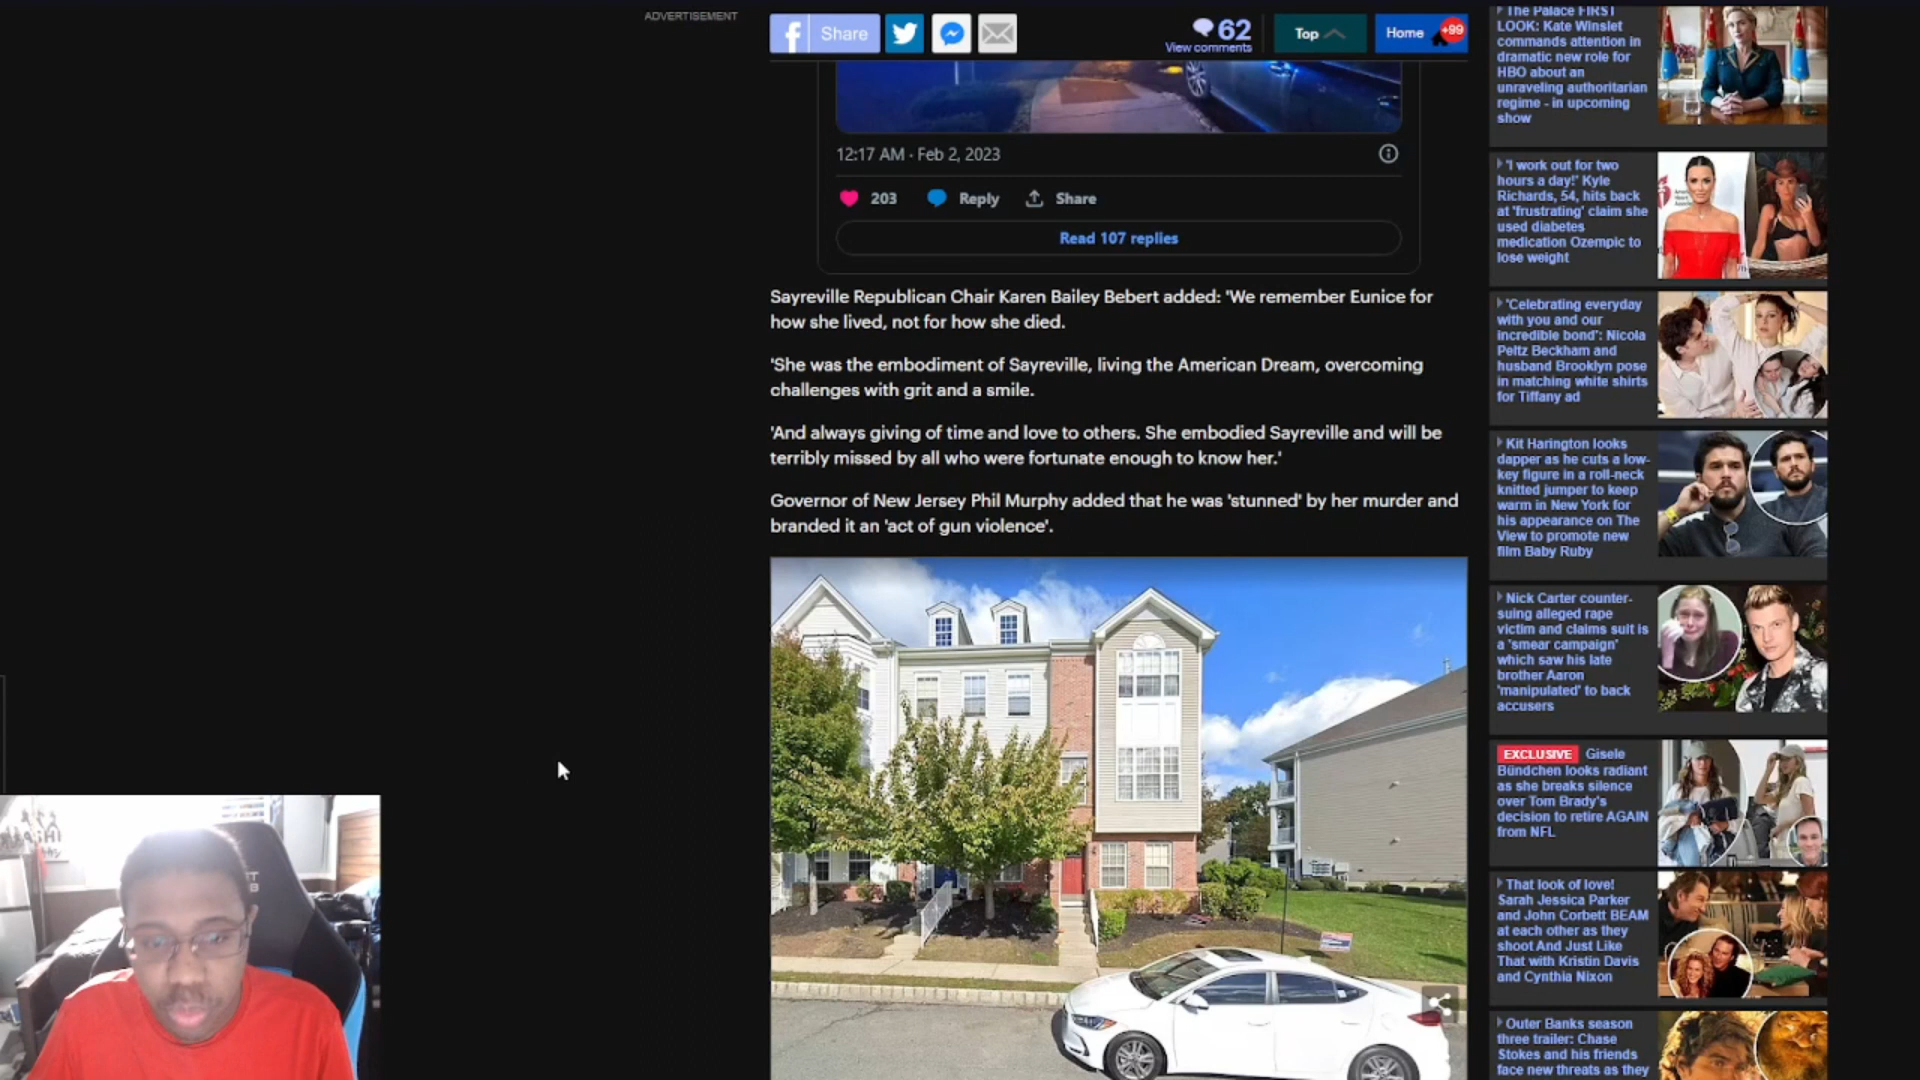 ADVERTISEMENT
Share
62
View comments
Top
Home
+99
12:17 AM · Feb 2, 2023
203
Reply
Share
Read 107 replies
Sayreville Republican Chair Karen Bailey Bebert added: 'We remember Eunice for
how she lived, not for how she died.
'She was the embodiment of Sayreville, living the American Dream, overcoming
challenges with grit and a smile.
'And always giving of time and love to others. She embodied Sayreville and will be
terribly missed by all who were fortunate enough to know her.'
Governor of New Jersey Phil Murphy added that he was 'stunned' by her murder and
branded it an 'act of gun violence'.
The Palace FIRST
LOOK: Kate Winslet
commands attention in
dramatic new role for
HBO about an
unraveling authoritarian
regime - in upcoming
show
'I work out for two
hours a day!' Kyle
Richards, 54, hits back
at 'frustrating' claim she
used diabetes
medication Ozempic to
lose weight
'Celebrating everyday
with you and our
incredible bond': Nicola
Peltz Beckham and
husband Brooklyn pose
in matching white shirts
for Tiffany ad
Kit Harington looks
dapper as he cuts a low-
key figure in a roll-neck
knitted jumper to keep
warm in New York for
his appearance on The
View to promote new
film Baby Ruby
Nick Carter counter-
suing alleged rape
victim and claims suit is
a 'smear campaign'
which saw his late
brother Aaron
'manipulated' to back
accusers
EXCLUSIVE Gisele
Bündchen looks radiant
as she breaks silence
over Tom Brady's
decision to retire AGAIN
from NFL
That look of love!
Sarah Jessica Parker
and John Corbett BEAM
at each other as they
shoot And Just Like
That with Kristin Davis
and Cynthia Nixon
Outer Banks season
three trailer: Chase
Stokes and his friends
face new threats as they